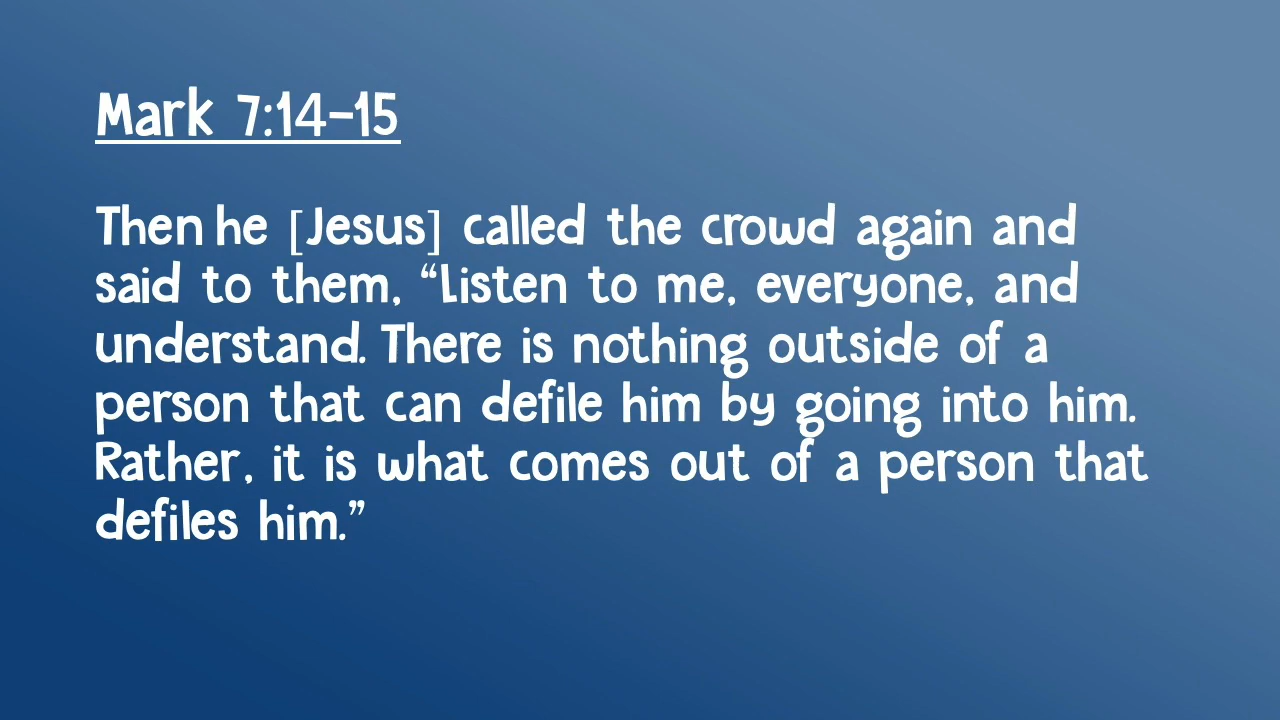 Mark 7:14-15
Then he [Jesus] called the crowd again and
said to them, “Listen to me, everyone, and
understand. There is nothing outside of a
person that can defile him by going into him.
Rather, it is what comes out of a person that
defiles him.”